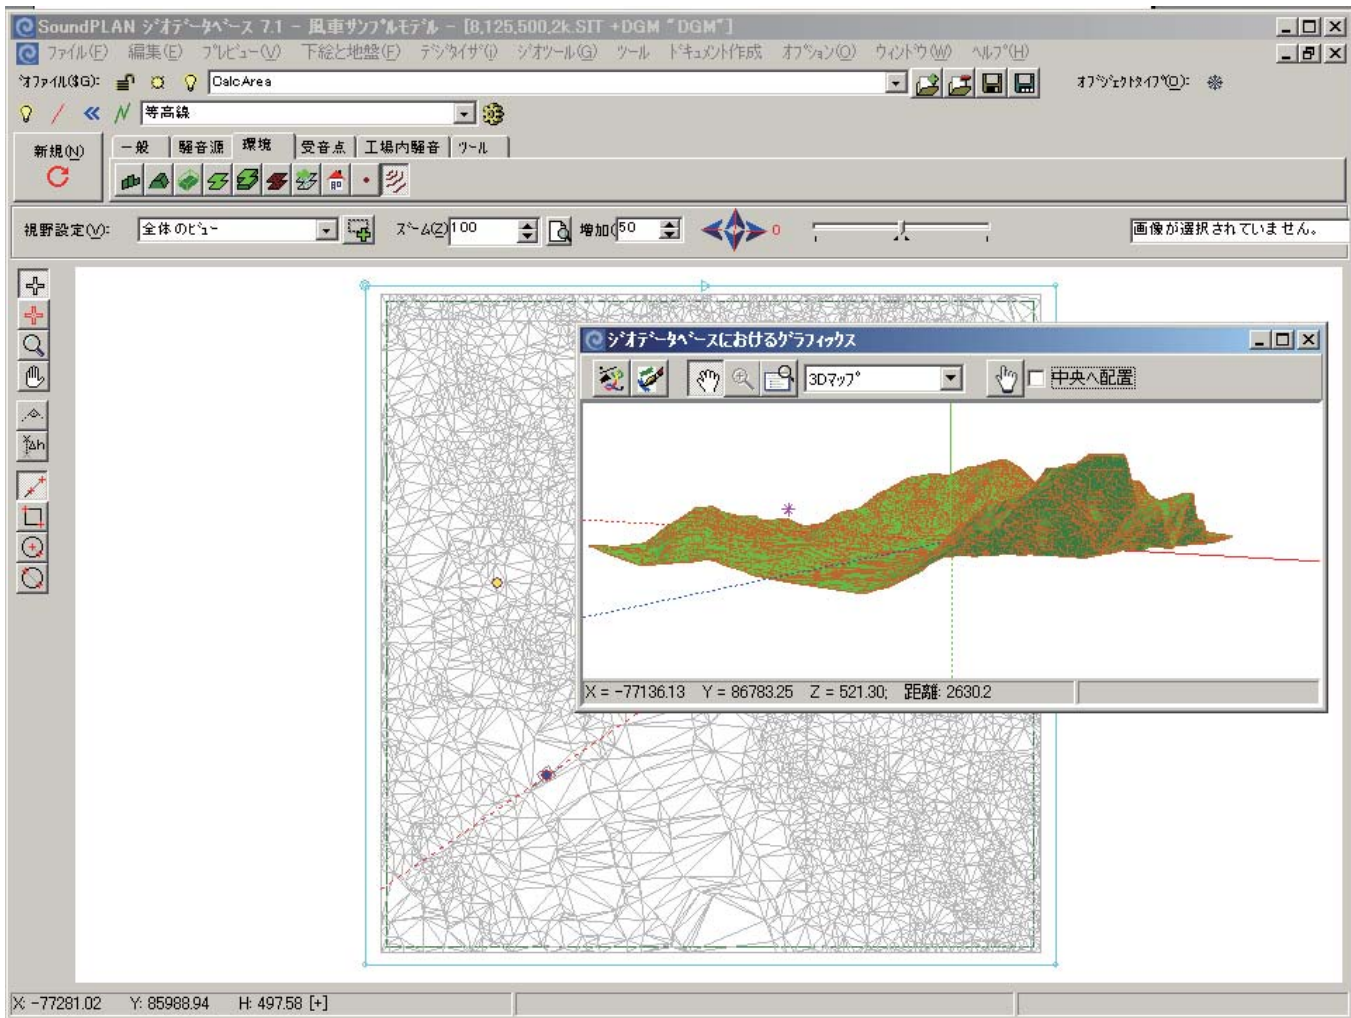 SoundPLAN ジオデータベース 7.1 - 風車サンプルモデル - [8,125,500,2k.SIT +DGM "DGM"]
ファイル(F) 編集(E) プレビュー(V) 下絵と地盤(F) デジタイザ(I) ジオツール(G) ツール ドキュメント作成 オプション(O) ウィンドウ(W) ヘルプ(H)
オファイル($G): CalcArea オブジェクトタイプ(O):
等高線
新規(N) 一般 騒音源 環境 受音点 工場内騒音 ツール
視野設定(V): 全体のビュー ズーム(Z) 100 増加( 50 0 画像が選択されていません。
ジオデータベースにおけるグラフィックス
3Dマップ 中央へ配置
X = -77136.13 Y = 86783.25 Z = 521.30; 距離: 2630.2
Δh
X: -77281.02 Y: 85988.94 H: 497.58 [+]